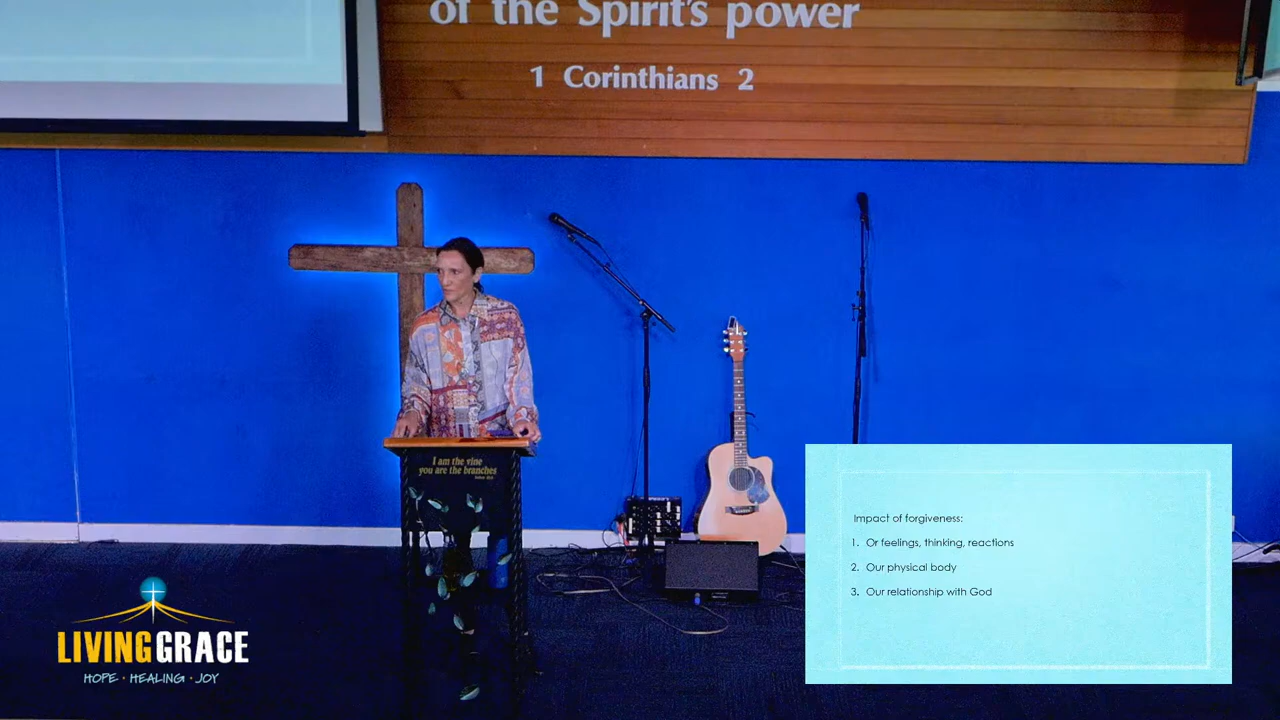 of the Spirit's power
1 Corinthians 2
I am the vine
you are the branches
LIVINGGRACE
HOPE · HEALING · JOY
Impact of forgiveness:
1. Or feelings, thinking, reactions
2. Our physical body
3. Our relationship with God